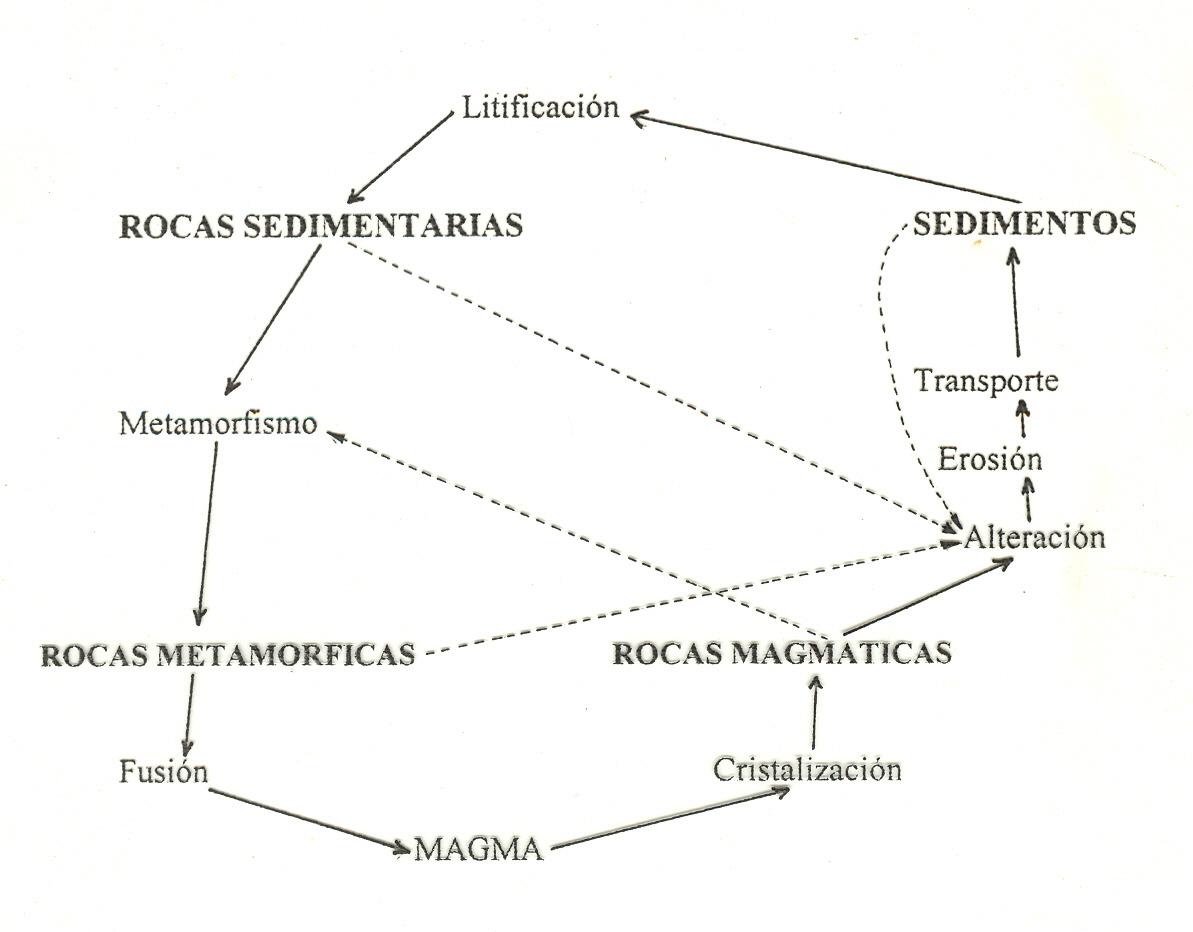 Litificación
ROCAS SEDIMENTARIAS
SEDIMENTOS
Transporte
Metamorfismo
Erosión
Alteración
ROCAS METAMORFICAS
ROCAS MAGMATICAS
Fusión
Cristalización
MAGMA